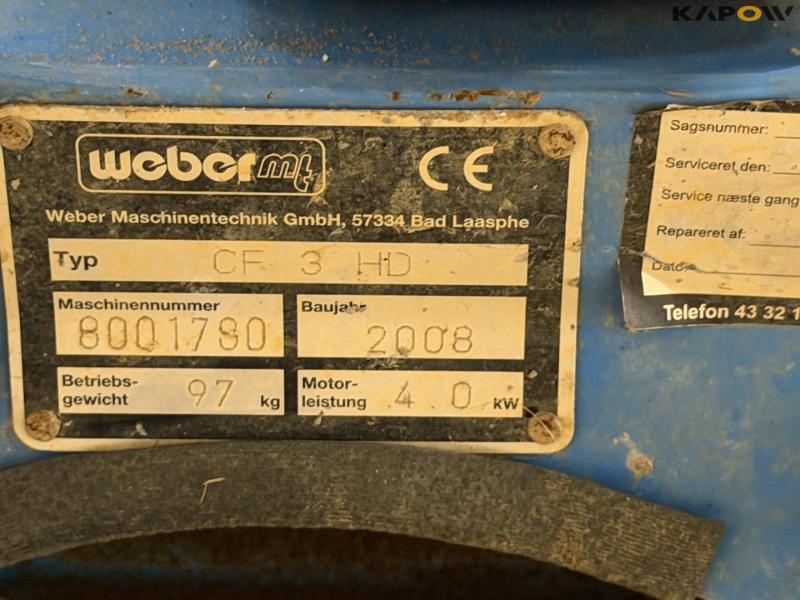 KAPOW
weber mt
CE
Weber Maschinentechnik GmbH, 57334 Bad Laasphe
Typ CF 3 HD
Maschinennummer
8001780
Baujahr
2008
Betriebs-
gewicht 97 kg
Motor-
leistung 4 0 kW
Sagsnummer:
Serviceret den:
Service næste gang
Repareret af:
Dato:
Telefon 43 32 1